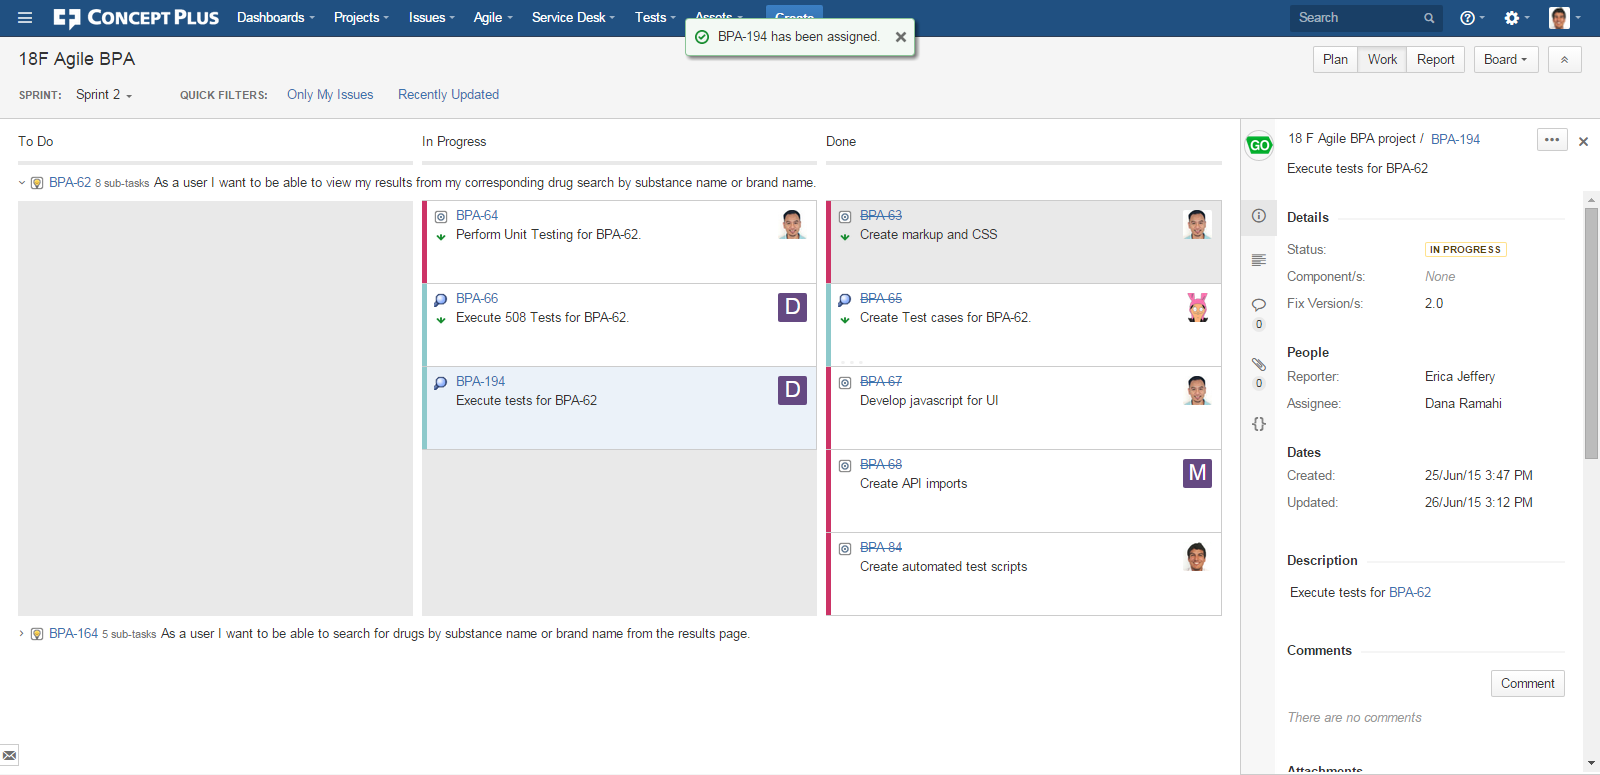 CONCEPT PLUS Dashboards Projects Issues Agile Service Desk Tests Assets Create Search
BPA-194 has been assigned.
18F Agile BPA
Plan Work Report Board
SPRINT: Sprint 2 QUICK FILTERS: Only My Issues Recently Updated
To Do In Progress Done
BPA-62 8 sub-tasks As a user I want to be able to view my results from my corresponding drug search by substance name or brand name.
BPA-64
Perform Unit Testing for BPA-62.
BPA-66
Execute 508 Tests for BPA-62.
D
BPA-194
Execute tests for BPA-62
D
BPA-63
Create markup and CSS
BPA-65
Create Test cases for BPA-62.
BPA-67
Develop javascript for UI
BPA-68
Create API imports
M
BPA-84
Create automated test scripts
BPA-164 5 sub-tasks As a user I want to be able to search for drugs by substance name or brand name from the results page.
GO
18 F Agile BPA project / BPA-194
Execute tests for BPA-62
0
0
Details
Status: IN PROGRESS
Component/s: None
Fix Version/s: 2.0
People
Reporter: Erica Jeffery
Assignee: Dana Ramahi
Dates
Created: 25/Jun/15 3:47 PM
Updated: 26/Jun/15 3:12 PM
Description
Execute tests for BPA-62
Comments
Comment
There are no comments
Attachments